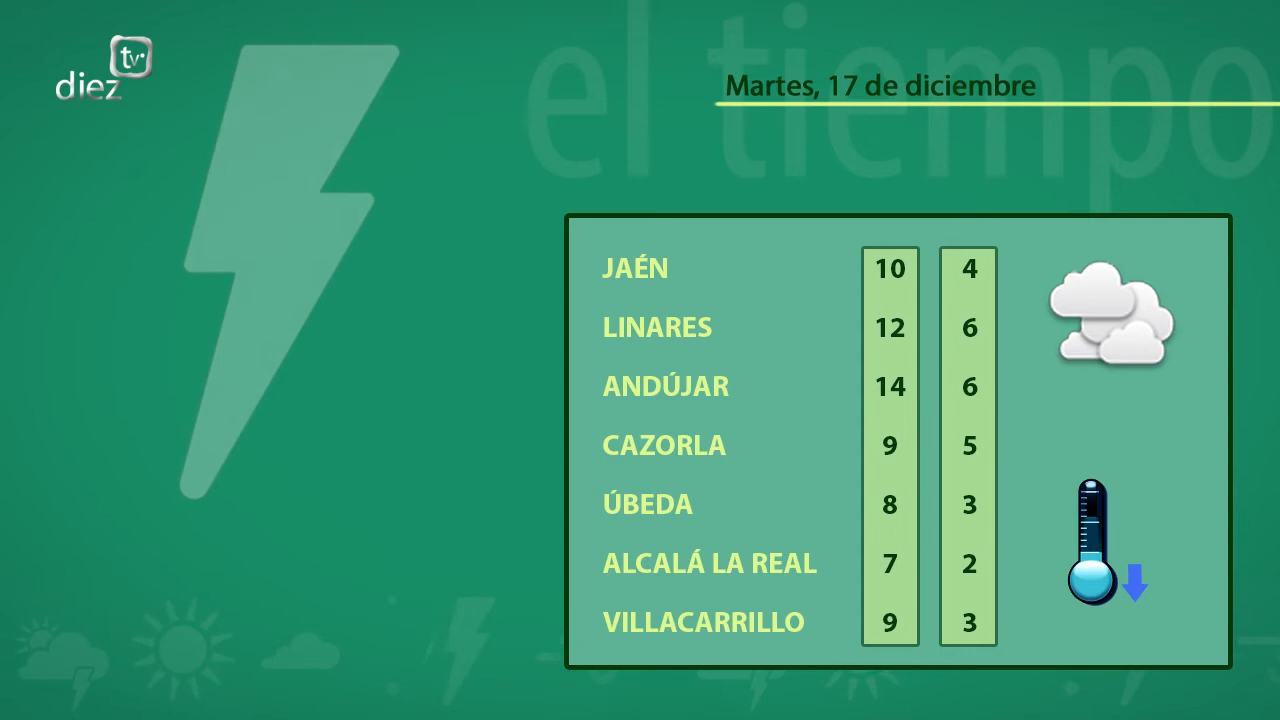 diez tv
el tiempo
Martes, 17 de diciembre
JAÉN 10 4
LINARES 12 6
ANDÚJAR 14 6
CAZORLA 9 5
ÚBEDA 8 3
ALCALÁ LA REAL 7 2
VILLACARRILLO 9 3